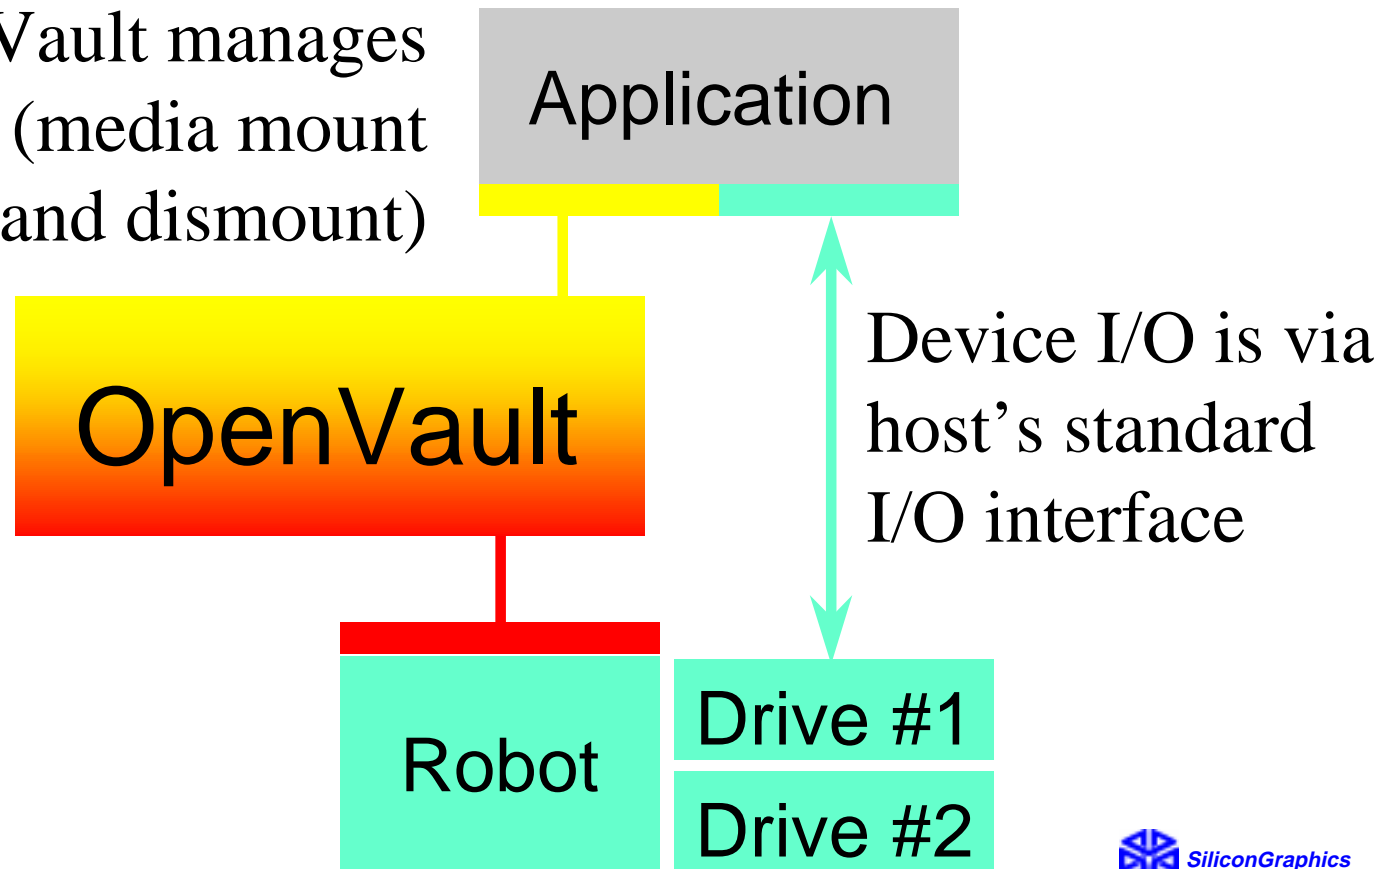 Vault manages
(media mount
and dismount)
Application
OpenVault
Device I/O is via
host’s standard
I/O interface
Robot
Drive #1
Drive #2
SiliconGraphics